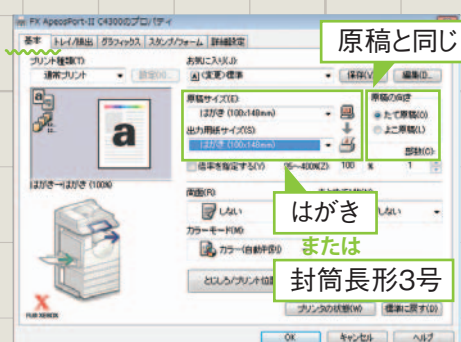 FX ApeosPort-II C4300のプロパティ
基本 トレイ/排出 グラフィックス スタンプ/フォーム 詳細設定
原稿と同じ
プリント種類(T):
お気に入り(J):
通常プリント
(変更)標準
保存(V)...
編集(D)...
原稿サイズ(E):
はがき (100x148mm)
原稿の向き
たて原稿(O)
よこ原稿(L)
出力用紙サイズ(S):
はがき (100x148mm)
部数(C):
倍率を指定する(Y)
25~400%(Z):
100
%
1
はがき→はがき (100%)
a
a
両面(R):
しない
しない
はがき
カラーモード(M):
カラー(自動判別)
または
封筒長形3号
とじしろ/プリント位置
プリンタの状態(W)
標準に戻す(D)
FUJI XEROX
OK
キャンセル
ヘルプ